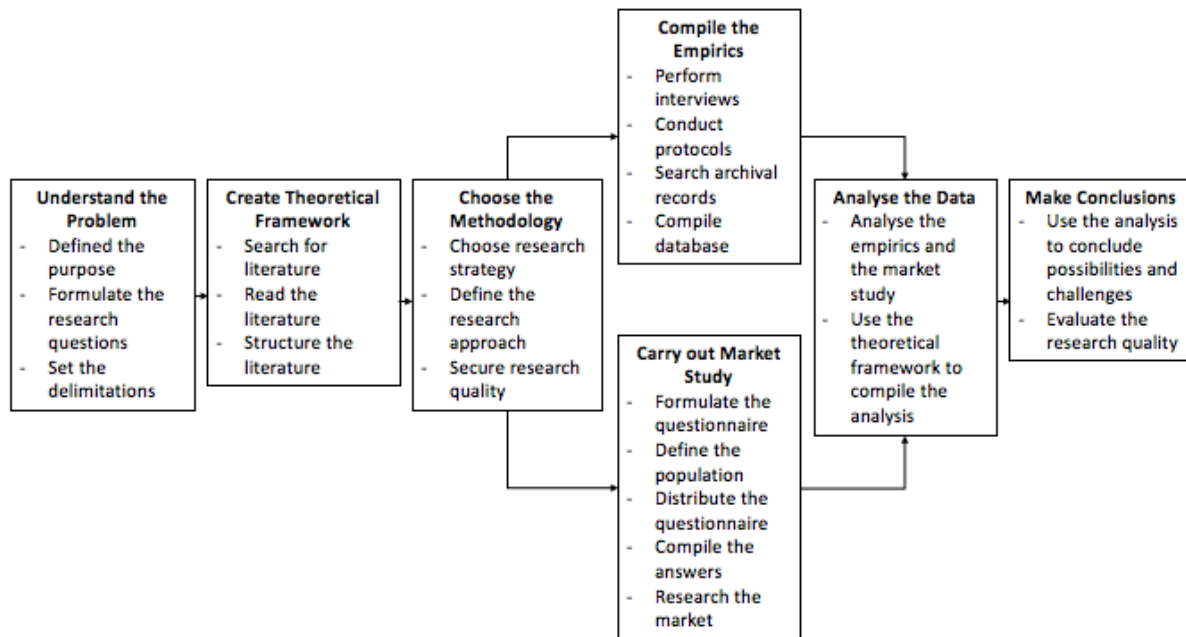 Understand the
Problem
- Defined the
purpose
- Formulate the
research
questions
- Set the
delimitations
Create Theoretical
Framework
- Search for
literature
- Read the
literature
- Structure the
literature
Choose the
Methodology
- Choose research
strategy
- Define the
research
approach
- Secure research
quality
Compile the
Empirics
- Perform
interviews
- Conduct
protocols
- Search archival
records
- Compile
database
Carry out Market
Study
- Formulate the
questionnaire
- Define the
population
- Distribute the
questionnaire
- Compile the
answers
- Research the
market
Analyse the Data
- Analyse the
empirics and
the market
study
- Use the
theoretical
framework to
compile the
analysis
Make Conclusions
- Use the analysis
to conclude
possibilities and
challenges
- Evaluate the
research quality